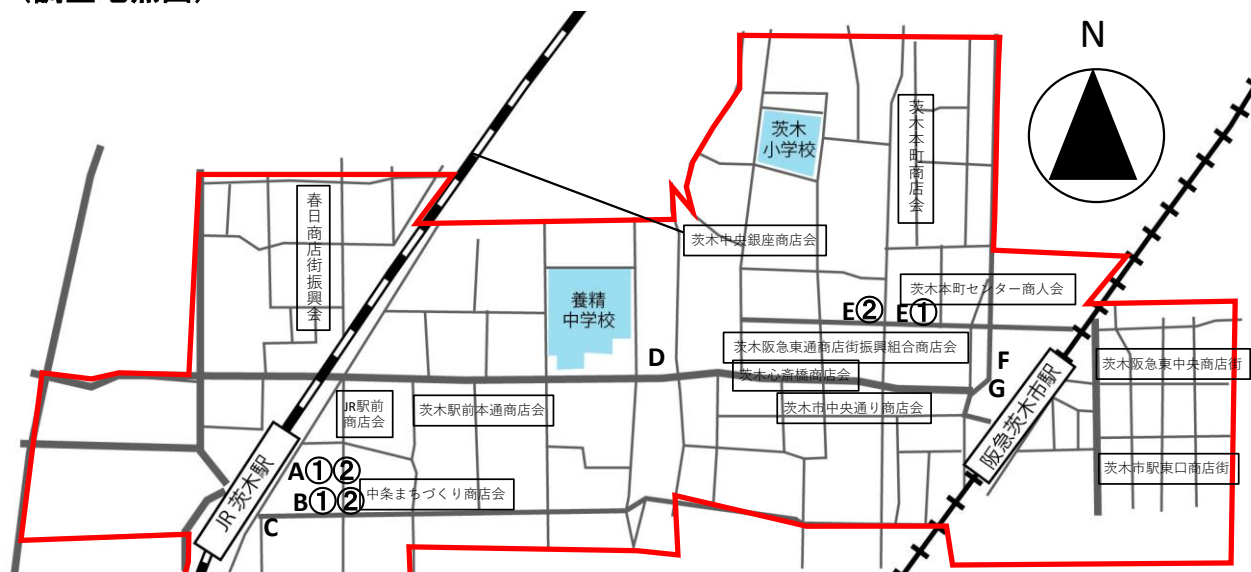 N
茨木
小学校
茨木本町商店会
春日商店街振興会
茨木中央銀座商店会
養精
中学校
茨木本町センター商人会
E② E①
茨木阪急東通商店街振興組合商店会
D
F
茨木阪急東中央商店街
茨木心斎橋商店会
G
JR駅前
商店会
茨木駅前本通商店会
茨木市中央通り商店会
阪急茨木市駅
JR 茨木駅
A①②
茨木市駅東口商店街
B①②
中条まちづくり商店会
C